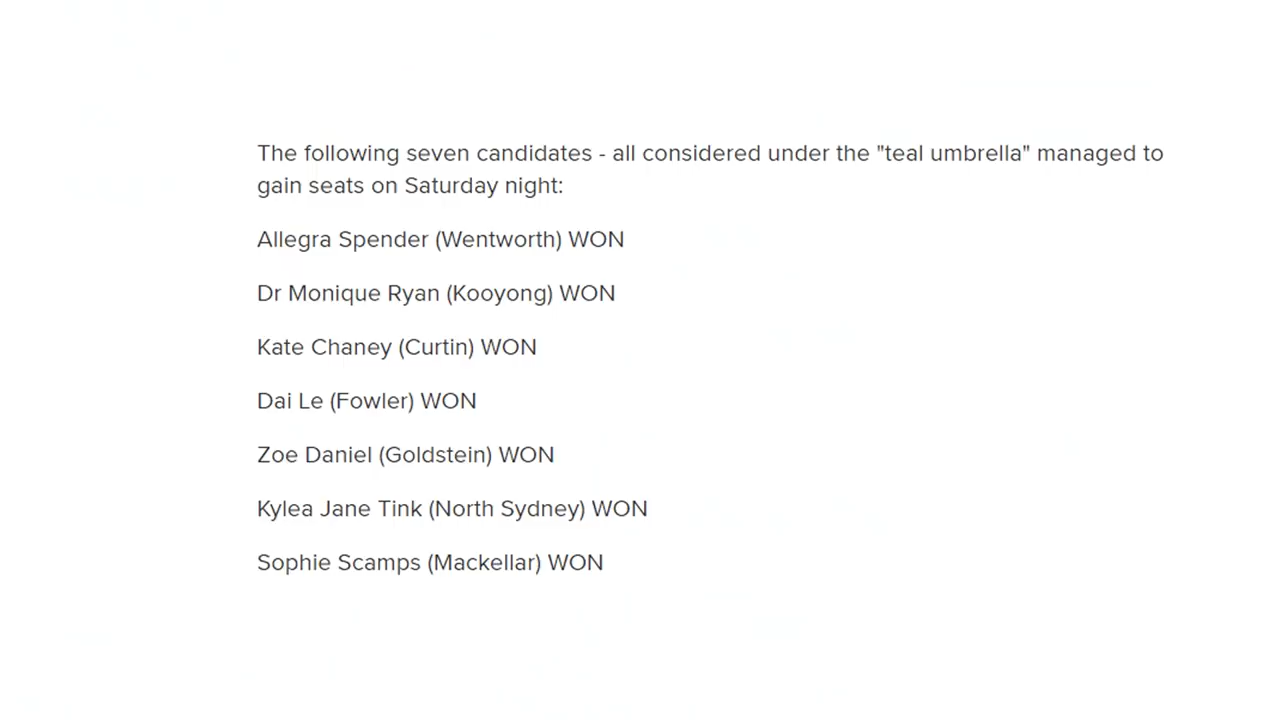 The following seven candidates - all considered under the "teal umbrella" managed to
gain seats on Saturday night:
Allegra Spender (Wentworth) WON
Dr Monique Ryan (Kooyong) WON
Kate Chaney (Curtin) WON
Dai Le (Fowler) WON
Zoe Daniel (Goldstein) WON
Kylea Jane Tink (North Sydney) WON
Sophie Scamps (Mackellar) WON